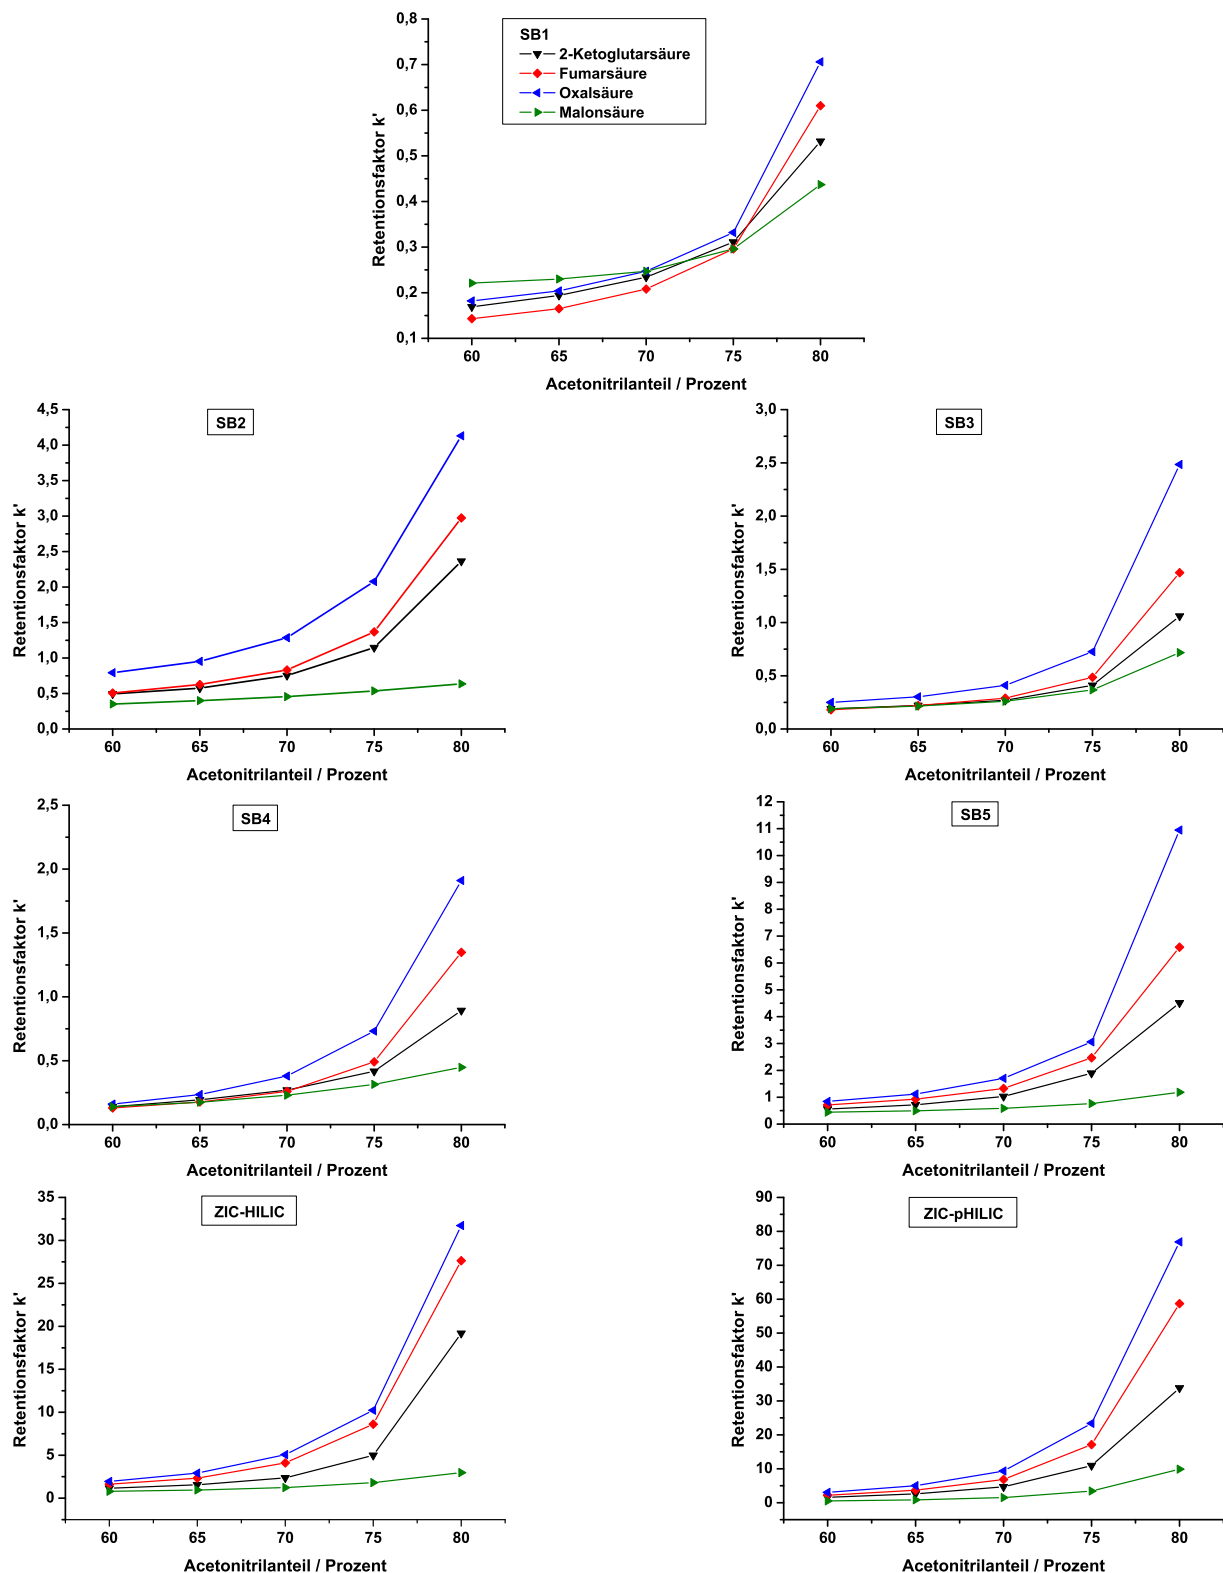 SB1
2-Ketoglutarsäure
Fumarsäure
Oxalsäure
Malonsäure
Retentionsfaktor k'
0,8
0,7
0,6
0,5
0,4
0,3
0,2
0,1
60 65 70 75 80
Acetonitrilanteil / Prozent
SB2
Retentionsfaktor k'
4,5
4,0
3,5
3,0
2,5
2,0
1,5
1,0
0,5
0,0
60 65 70 75 80
Acetonitrilanteil / Prozent
SB3
Retentionsfaktor k'
3,0
2,5
2,0
1,5
1,0
0,5
0,0
60 65 70 75 80
Acetonitrilanteil / Prozent
SB4
Retentionsfaktor k'
2,5
2,0
1,5
1,0
0,5
0,0
60 65 70 75 80
Acetonitrilanteil / Prozent
SB5
Retentionsfaktor k'
12
11
10
9
8
7
6
5
4
3
2
1
0
60 65 70 75 80
Acetonitrilanteil / Prozent
ZIC-HILIC
Retentionsfaktor k'
35
30
25
20
15
10
5
0
60 65 70 75 80
Acetonitrilanteil / Prozent
ZIC-pHILIC
Retentionsfaktor k'
90
80
70
60
50
40
30
20
10
0
60 65 70 75 80
Acetonitrilanteil / Prozent